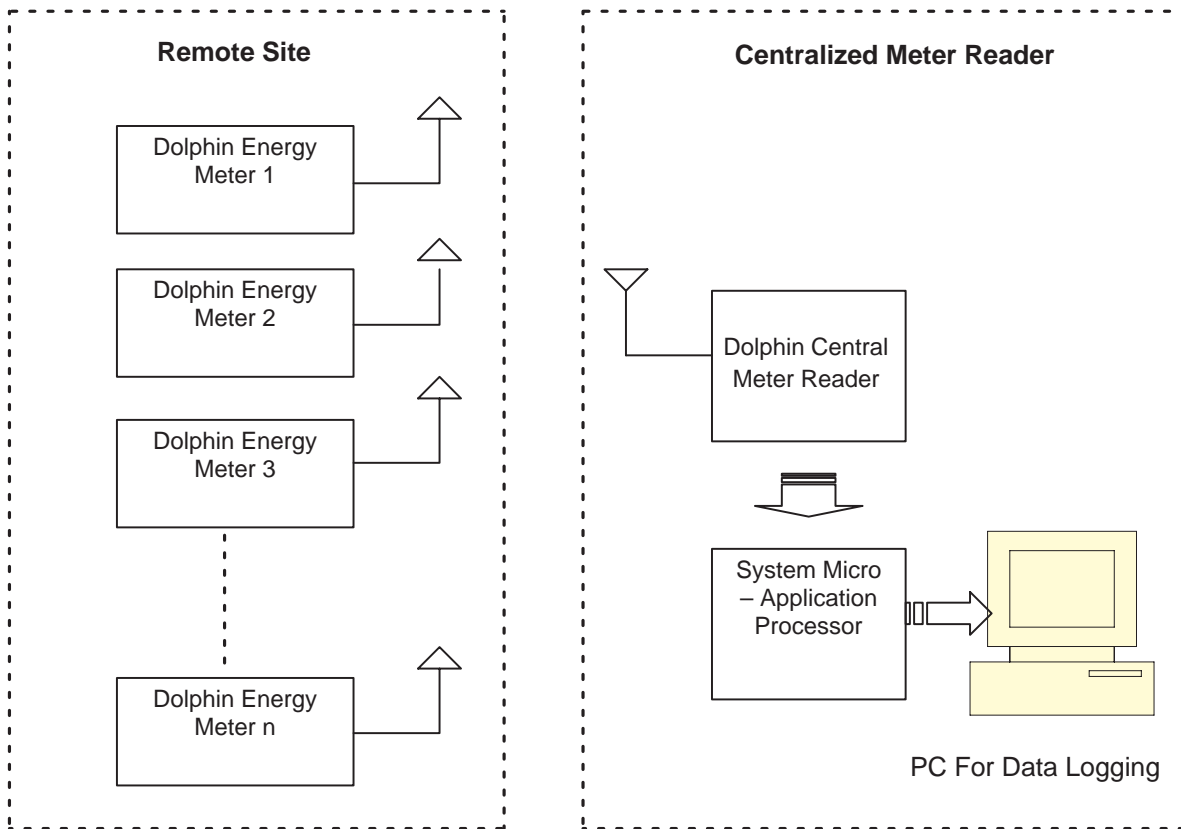 Remote Site
Dolphin Energy
Meter 1
Dolphin Energy
Meter 2
Dolphin Energy
Meter 3
Dolphin Energy
Meter n
Centralized Meter Reader
Dolphin Central
Meter Reader
System Micro
– Application
Processor
PC For Data Logging